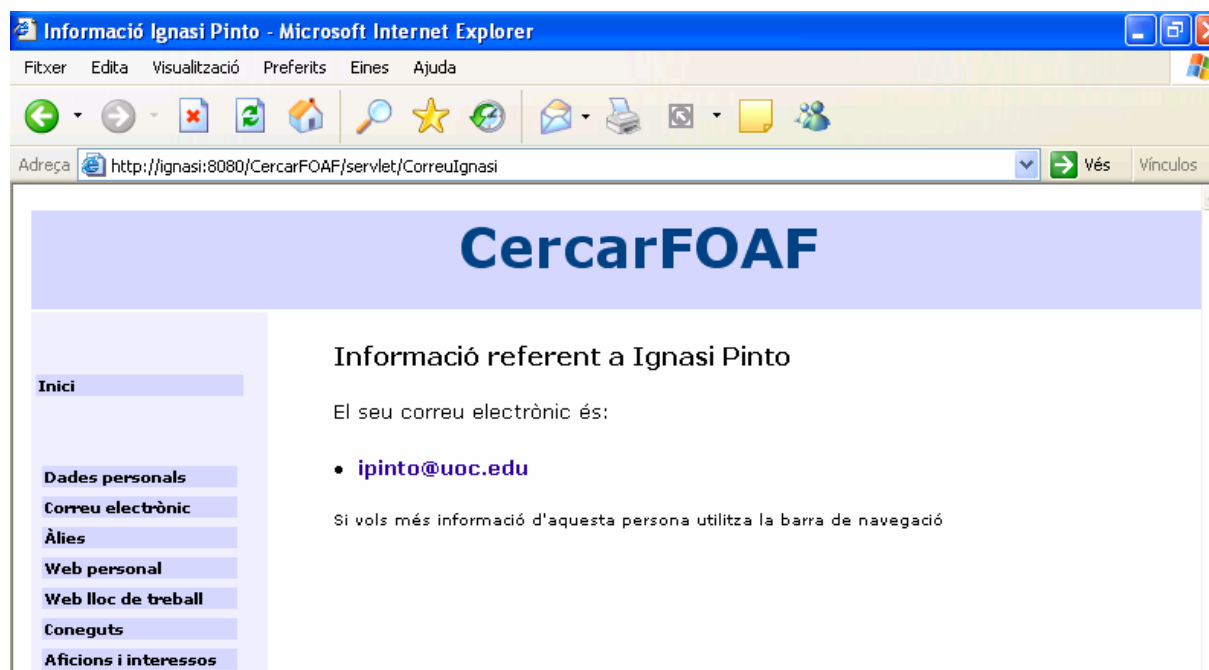 Informació Ignasi Pinto - Microsoft Internet Explorer
Fitxer Edita Visualització Preferits Eines Ajuda
Adreça http://ignasi:8080/CercarFOAF/servlet/CorreuIgnasi Vés Vínculos
CercarFOAF
Inici
Dades personals
Correu electrònic
Àlies
Web personal
Web lloc de treball
Coneguts
Aficions i interessos
Informació referent a Ignasi Pinto
El seu correu electrònic és:
• ipinto@uoc.edu
Si vols més informació d'aquesta persona utilitza la barra de navegació